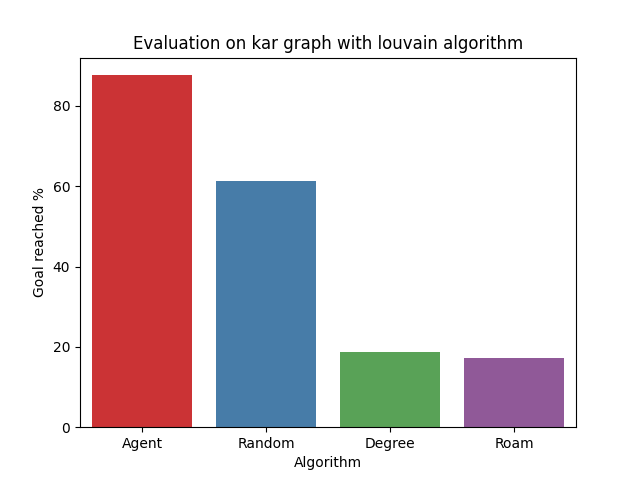 Evaluation on kar graph with louvain algorithm
Goal reached %
80
60
40
20
0
Agent Random Degree Roam
Algorithm